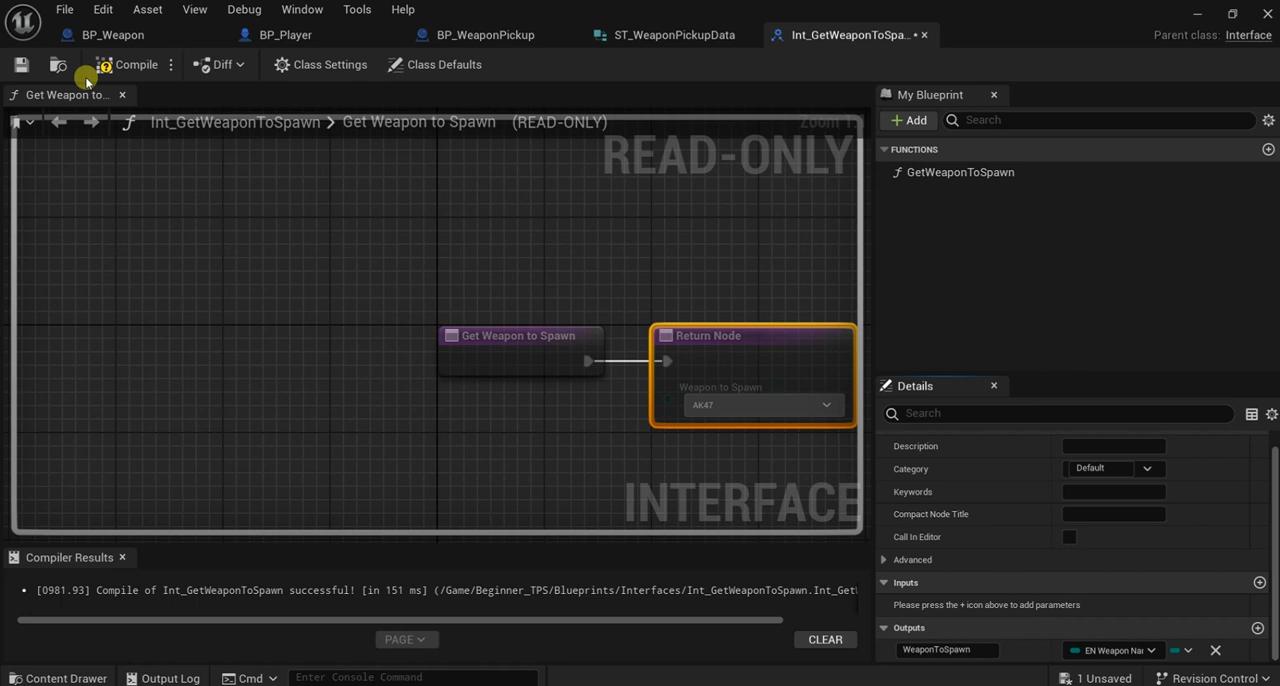 File Edit Asset View Debug Window Tools Help
BP_Weapon BP_Player BP_WeaponPickup ST_WeaponPickupData Int_GetWeaponToSpa... • Parent class: Interface
Compile Diff Class Settings Class Defaults
Get Weapon to... My Blueprint
Int_GetWeaponToSpawn > Get Weapon to Spawn (READ-ONLY)
Add Search
READ-ONLY
FUNCTIONS
GetWeaponToSpawn
Get Weapon to Spawn
Return Node
Weapon to Spawn
AK47
INTERFACE
Details
Search
Description
Category Default
Keywords
Compact Node Title
Call In Editor
Advanced
Inputs
Please press the + icon above to add parameters
Outputs
WeaponToSpawn EN Weapon Nar
Compiler Results
• [0981.93] Compile of Int_GetWeaponToSpawn successful! [in 151 ms] (/Game/Beginner_TPS/Blueprints/Interfaces/Int_GetWeaponToSpawn.Int_Get
PAGE CLEAR
Content Drawer Output Log Cmd Enter Console Command 1 Unsaved Revision Control